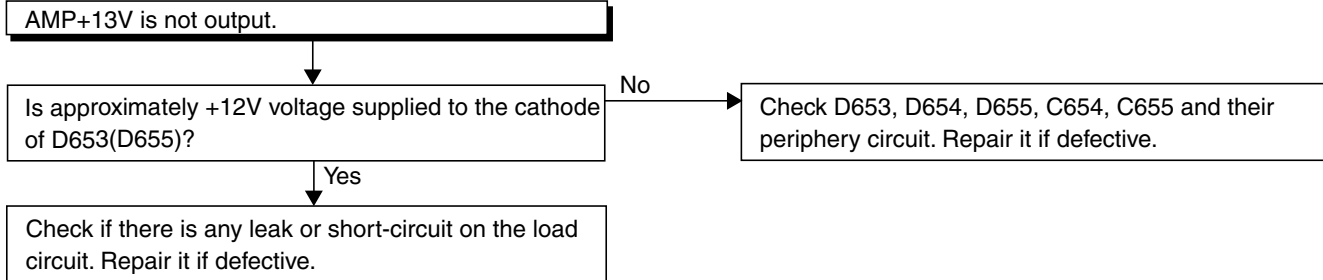 AMP+13V is not output.
Is approximately +12V voltage supplied to the cathode
of D653(D655)?
No
Check D653, D654, D655, C654, C655 and their
periphery circuit. Repair it if defective.
Yes
Check if there is any leak or short-circuit on the load
circuit. Repair it if defective.